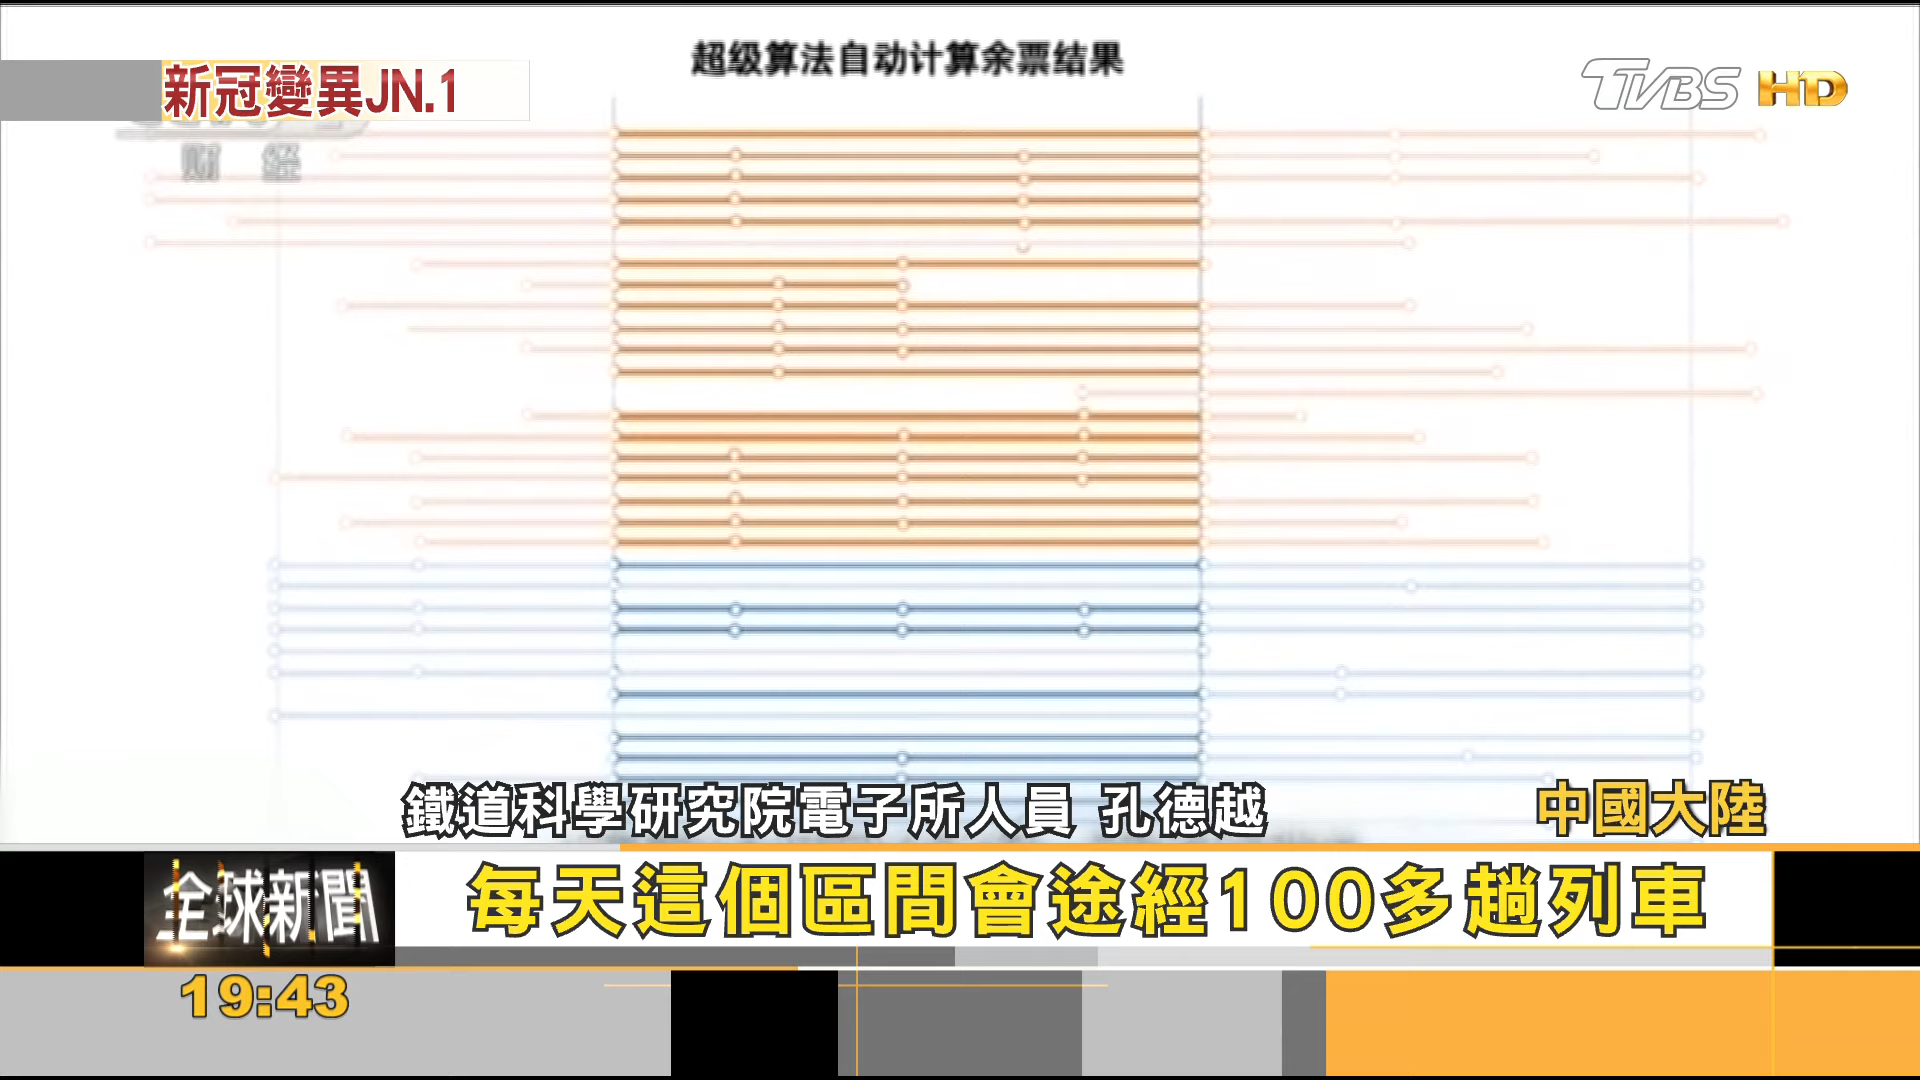 超级算法自动计算余票结果
新冠變異JN.1
TVBS HD
财 经
鐵道科學研究院電子所人員 孔德越
中國大陸
全球新聞
每天這個區間會途經100多趟列車
19:43